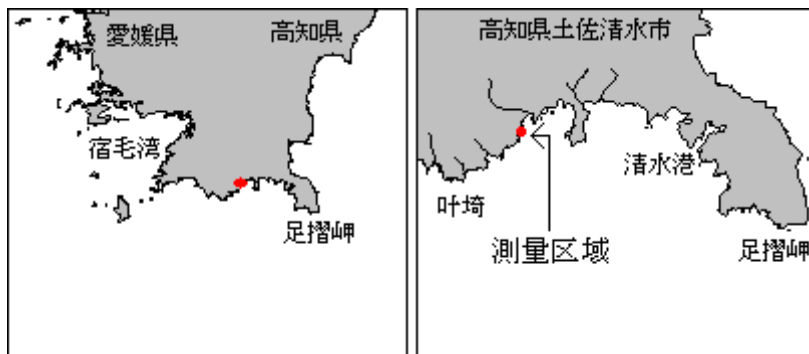 愛媛県
高知県
宿毛湾
足摺岬
高知県土佐清水市
清水港
叶埼
測量区域
足摺岬